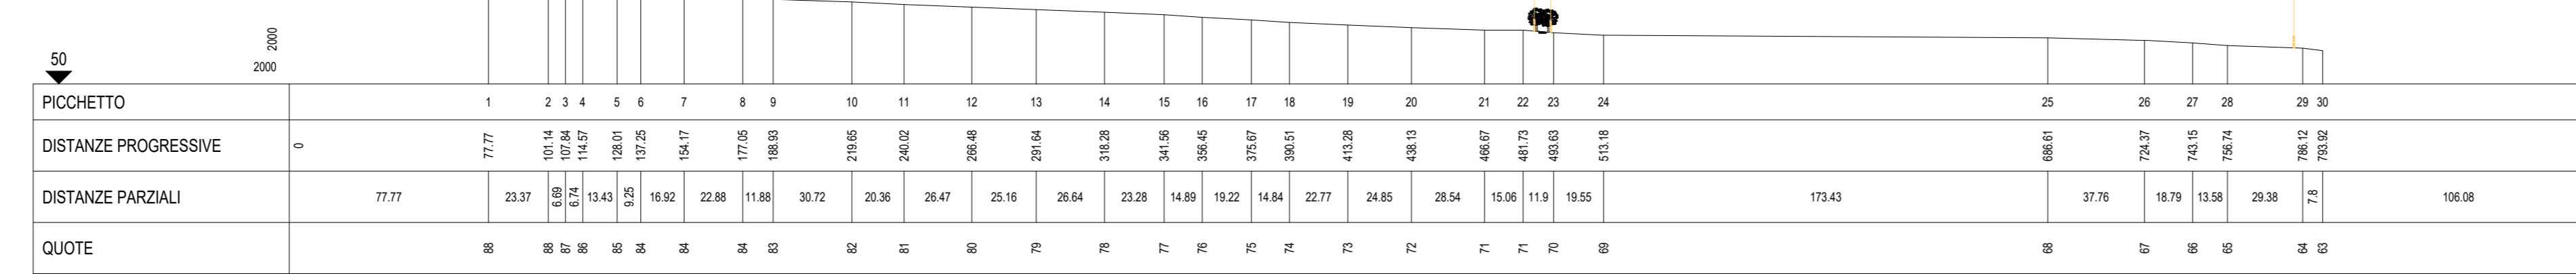 2000
50
2000
PICCHETTO 1 2 3 4 5 6 7 8 9 10 11 12 13 14 15 16 17 18 19 20 21 22 23 24 25 26 27 28 29 30
DISTANZE PROGRESSIVE 0 77.77 101.14 107.84 114.57 128.01 137.25 154.17 177.05 188.93 219.65 240.02 266.48 291.64 318.28 341.56 356.45 375.67 390.51 413.28 438.13 466.67 481.73 493.63 513.18 686.61 724.37 743.15 756.74 786.12 793.92
DISTANZE PARZIALI 77.77 23.37 6.69 6.74 13.43 9.25 16.92 22.88 11.88 30.72 20.36 26.47 25.16 26.64 23.28 14.89 19.22 14.84 22.77 24.85 28.54 15.06 11.9 19.55 173.43 37.76 18.79 13.58 29.38 7.8 106.08
QUOTE 88 88 87 86 85 84 84 84 83 82 81 80 79 78 77 76 75 74 73 72 71 71 70 69 68 67 66 65 64 63